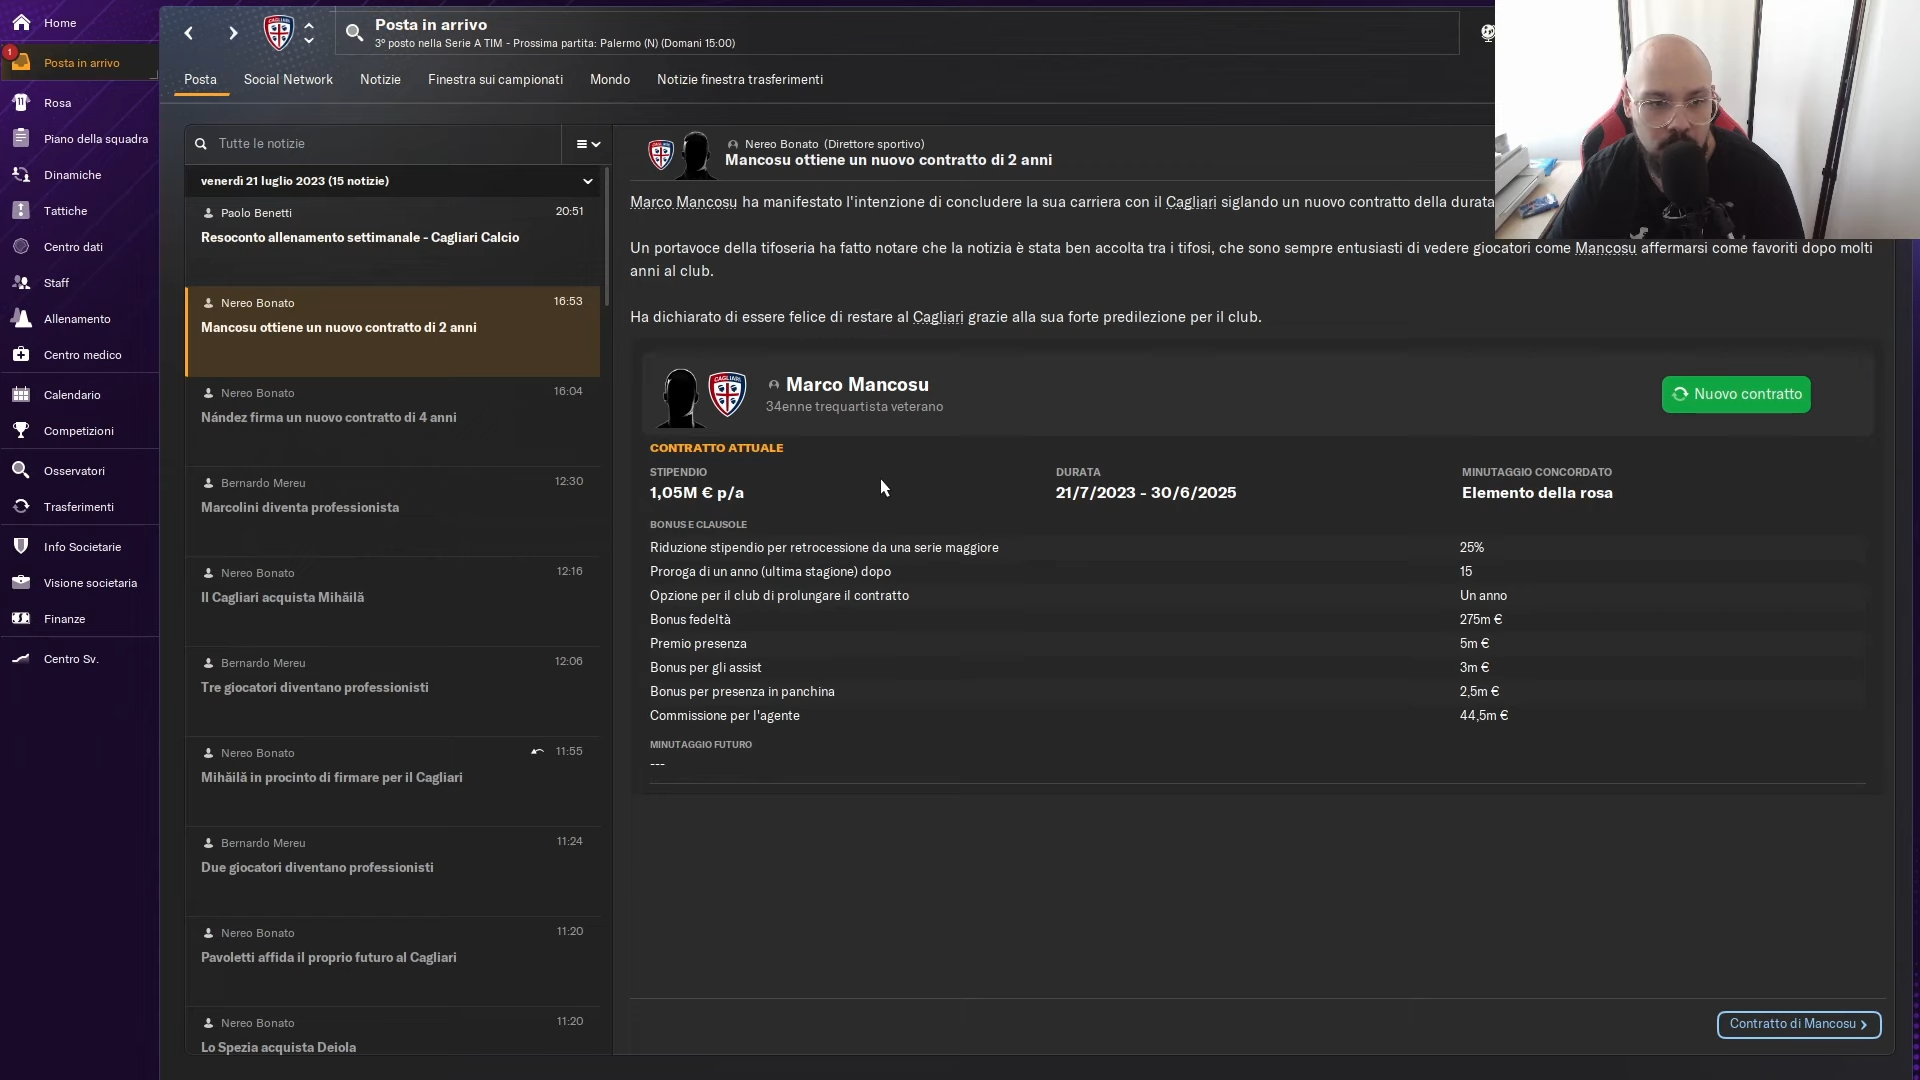 Home
1
Posta in arrivo
Rosa
Piano della squadra
Dinamiche
Tattiche
Centro dati
Staff
Allenamento
Centro medico
Calendario
Competizioni
Osservatori
Trasferimenti
Info Societarie
Visione societaria
Finanze
Centro Sv.
Posta in arrivo
3° posto nella Serie A TIM - Prossima partita: Palermo (N) (Domani 15:00)
Posta Social Network Notizie Finestra sui campionati Mondo Notizie finestra trasferimenti
Tutte le notizie
venerdì 21 luglio 2023 (15 notizie)
Paolo Benetti 20:51
Resoconto allenamento settimanale - Cagliari Calcio
Nereo Bonato 16:53
Mancosu ottiene un nuovo contratto di 2 anni
Nereo Bonato 16:04
Nández firma un nuovo contratto di 4 anni
Bernardo Mereu 12:30
Marcolini diventa professionista
Nereo Bonato 12:16
Il Cagliari acquista Mihăilă
Bernardo Mereu 12:06
Tre giocatori diventano professionisti
Nereo Bonato 11:55
Mihăilă in procinto di firmare per il Cagliari
Bernardo Mereu 11:24
Due giocatori diventano professionisti
Nereo Bonato 11:20
Pavoletti affida il proprio futuro al Cagliari
Nereo Bonato 11:20
Lo Spezia acquista Deiola
Nereo Bonato (Direttore sportivo)
Mancosu ottiene un nuovo contratto di 2 anni
Marco Mancosu ha manifestato l'intenzione di concludere la sua carriera con il Cagliari siglando un nuovo contratto della durata
Un portavoce della tifoseria ha fatto notare che la notizia è stata ben accolta tra i tifosi, che sono sempre entusiasti di vedere giocatori come Mancosu affermarsi come favoriti dopo molti
anni al club.
Ha dichiarato di essere felice di restare al Cagliari grazie alla sua forte predilezione per il club.
CAGLIARI
Marco Mancosu
34enne trequartista veterano
Nuovo contratto
CONTRATTO ATTUALE
STIPENDIO DURATA MINUTAGGIO CONCORDATO
1,05M € p/a 21/7/2023 - 30/6/2025 Elemento della rosa
BONUS E CLAUSOLE
Riduzione stipendio per retrocessione da una serie maggiore 25%
Proroga di un anno (ultima stagione) dopo 15
Opzione per il club di prolungare il contratto Un anno
Bonus fedeltà 275m €
Premio presenza 5m €
Bonus per gli assist 3m €
Bonus per presenza in panchina 2,5m €
Commissione per l'agente 44,5m €
MINUTAGGIO FUTURO
---
Contratto di Mancosu